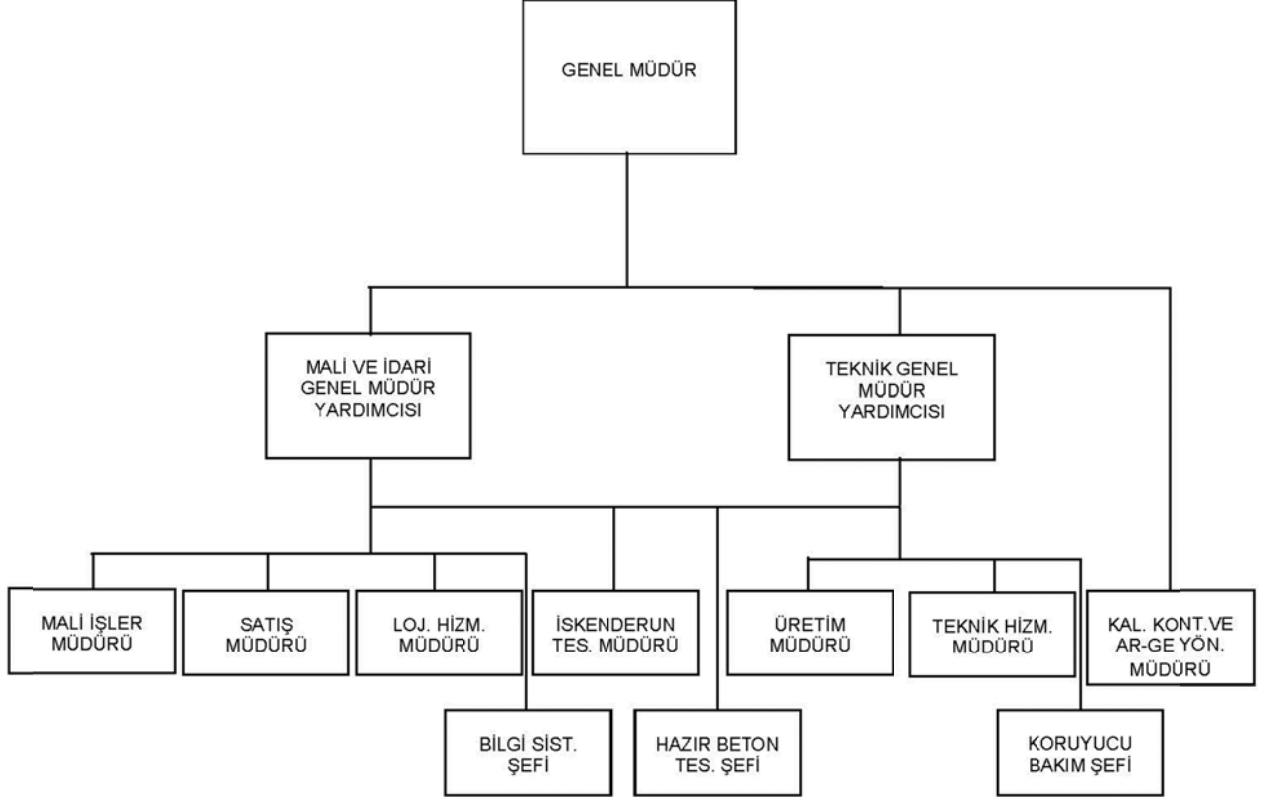 GENEL MÜDÜR
MALİ VE İDARİ
GENEL MÜDÜR
YARDIMCISI
TEKNİK GENEL
MÜDÜR
YARDIMCISI
MALİ İŞLER
MÜDÜRÜ
SATIŞ
MÜDÜRÜ
LOJ. HİZM.
MÜDÜRÜ
İSKENDERUN
TES. MÜDÜRÜ
ÜRETİM
MÜDÜRÜ
TEKNİK HİZM.
MÜDÜRÜ
KAL. KONT.VE
AR-GE YÖN.
MÜDÜRÜ
BİLGİ SİST.
ŞEFİ
HAZIR BETON
TES. ŞEFİ
KORUYUCU
BAKIM ŞEFİ